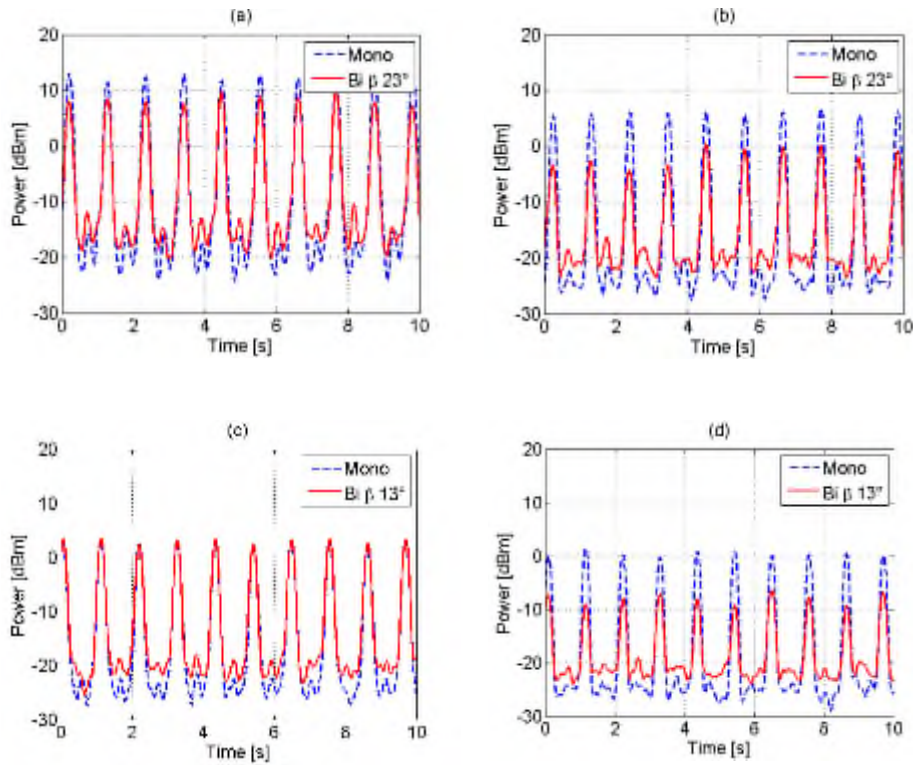 (a)
20
10
0
-10
-20
-30
Power [dBm]
0 2 4 6 8 10
Time [s]
Mono
Bi β 23°
(b)
20
10
0
-10
-20
-30
Power [dBm]
0 2 4 6 8 10
Time [s]
Mono
Bi β 23°
(c)
20
10
0
-10
-20
-30
Power [dBm]
0 2 4 6 8 10
Time [s]
Mono
Bi β 13°
(d)
20
10
0
-10
-20
-30
Power [dBm]
0 2 4 6 8 10
Time [s]
Mono
Bi β 13°